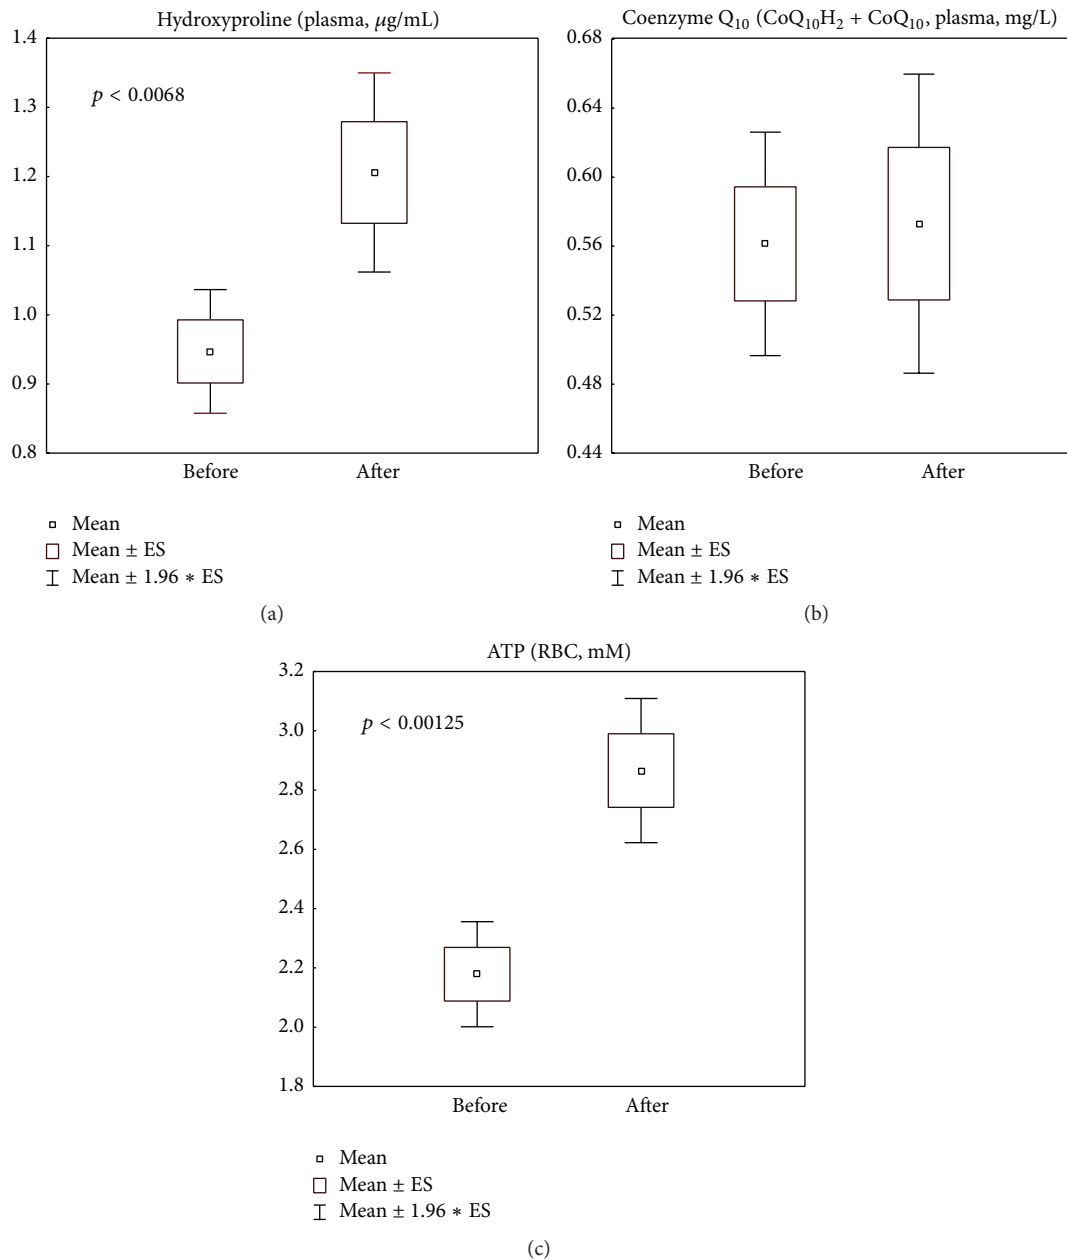 Hydroxyproline (plasma, μg/mL)
1.4
1.3
1.2
1.1
1.0
0.9
0.8
p < 0.0068
Before After
Mean
Mean ± ES
Mean ± 1.96 * ES
(a)
Coenzyme Q10 (CoQ10H2 + CoQ10, plasma, mg/L)
0.68
0.64
0.60
0.56
0.52
0.48
0.44
Before After
Mean
Mean ± ES
Mean ± 1.96 * ES
(b)
ATP (RBC, mM)
3.2
3.0
2.8
2.6
2.4
2.2
2.0
1.8
p < 0.00125
Before After
Mean
Mean ± ES
Mean ± 1.96 * ES
(c)